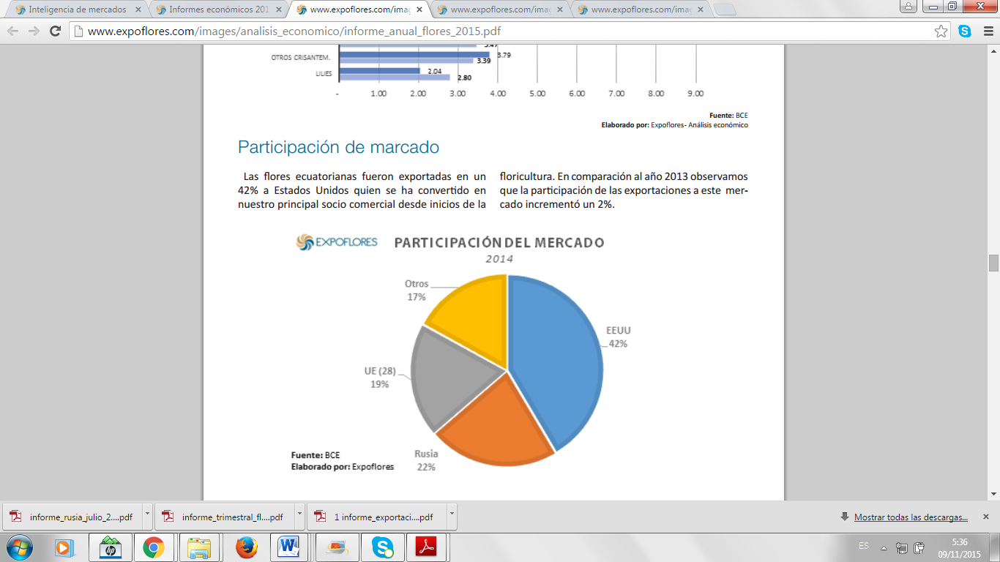 Inteligencia de mercados
Informes económicos 201
www.expoflores.com/imag
www.expoflores.com/imag
www.expoflores.com/imag
www.expoflores.com/images/analisis_economico/informe_anual_flores_2015.pdf
OTROS CRISANTEM.
3.79
3.39
LILIES
2.04
2.80
- 1.00 2.00 3.00 4.00 5.00 6.00 7.00 8.00 9.00
Fuente: BCE
Elaborado por: Expoflores- Análisis económico
Participación de marcado
Las flores ecuatorianas fueron exportadas en un
42% a Estados Unidos quien se ha convertido en
nuestro principal socio comercial desde inicios de la
floricultura. En comparación al año 2013 observamos
que la participación de las exportaciones a este mer-
cado incrementó un 2%.
EXPOFLORES
PARTICIPACIÓN DEL MERCADO
2014
Otros
17%
EEUU
42%
UE (28)
19%
Rusia
22%
Fuente: BCE
Elaborado por: Expoflores
informe_rusia_julio_2....pdf
informe_trimestral_fl....pdf
1 informe_exportaci....pdf
Mostrar todas las descargas...
hp
W
S
ES
5:36
09/11/2015